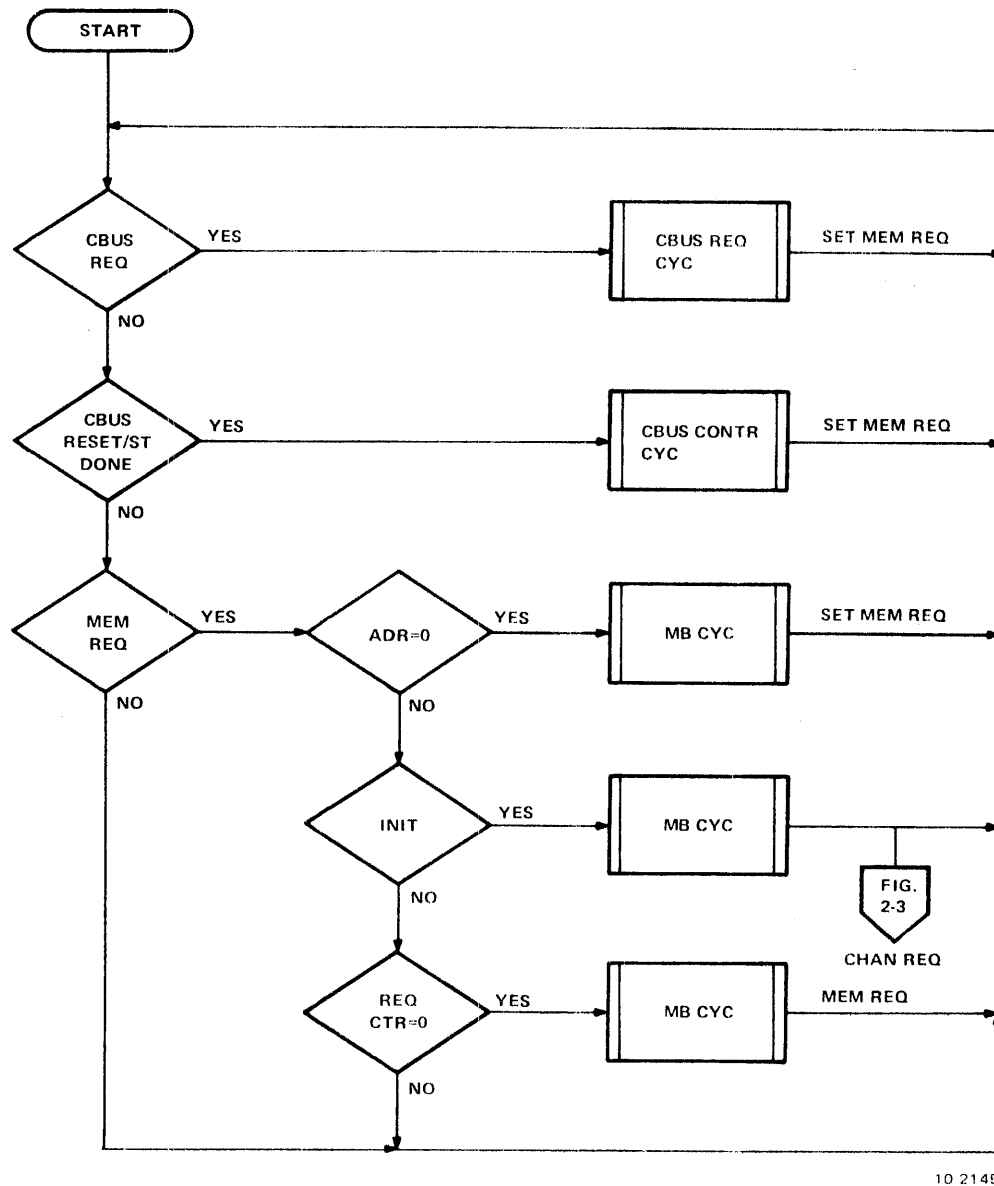 START
CBUS
REQ
YES
NO
CBUS REQ
CYC
SET MEM REQ
CBUS
RESET/ST
DONE
YES
NO
CBUS CONTR
CYC
SET MEM REQ
MEM
REQ
YES
NO
ADR=0
YES
NO
MB CYC
SET MEM REQ
INIT
YES
NO
MB CYC
FIG.
2-3
CHAN REQ
REQ
CTR=0
YES
NO
MB CYC
MEM REQ